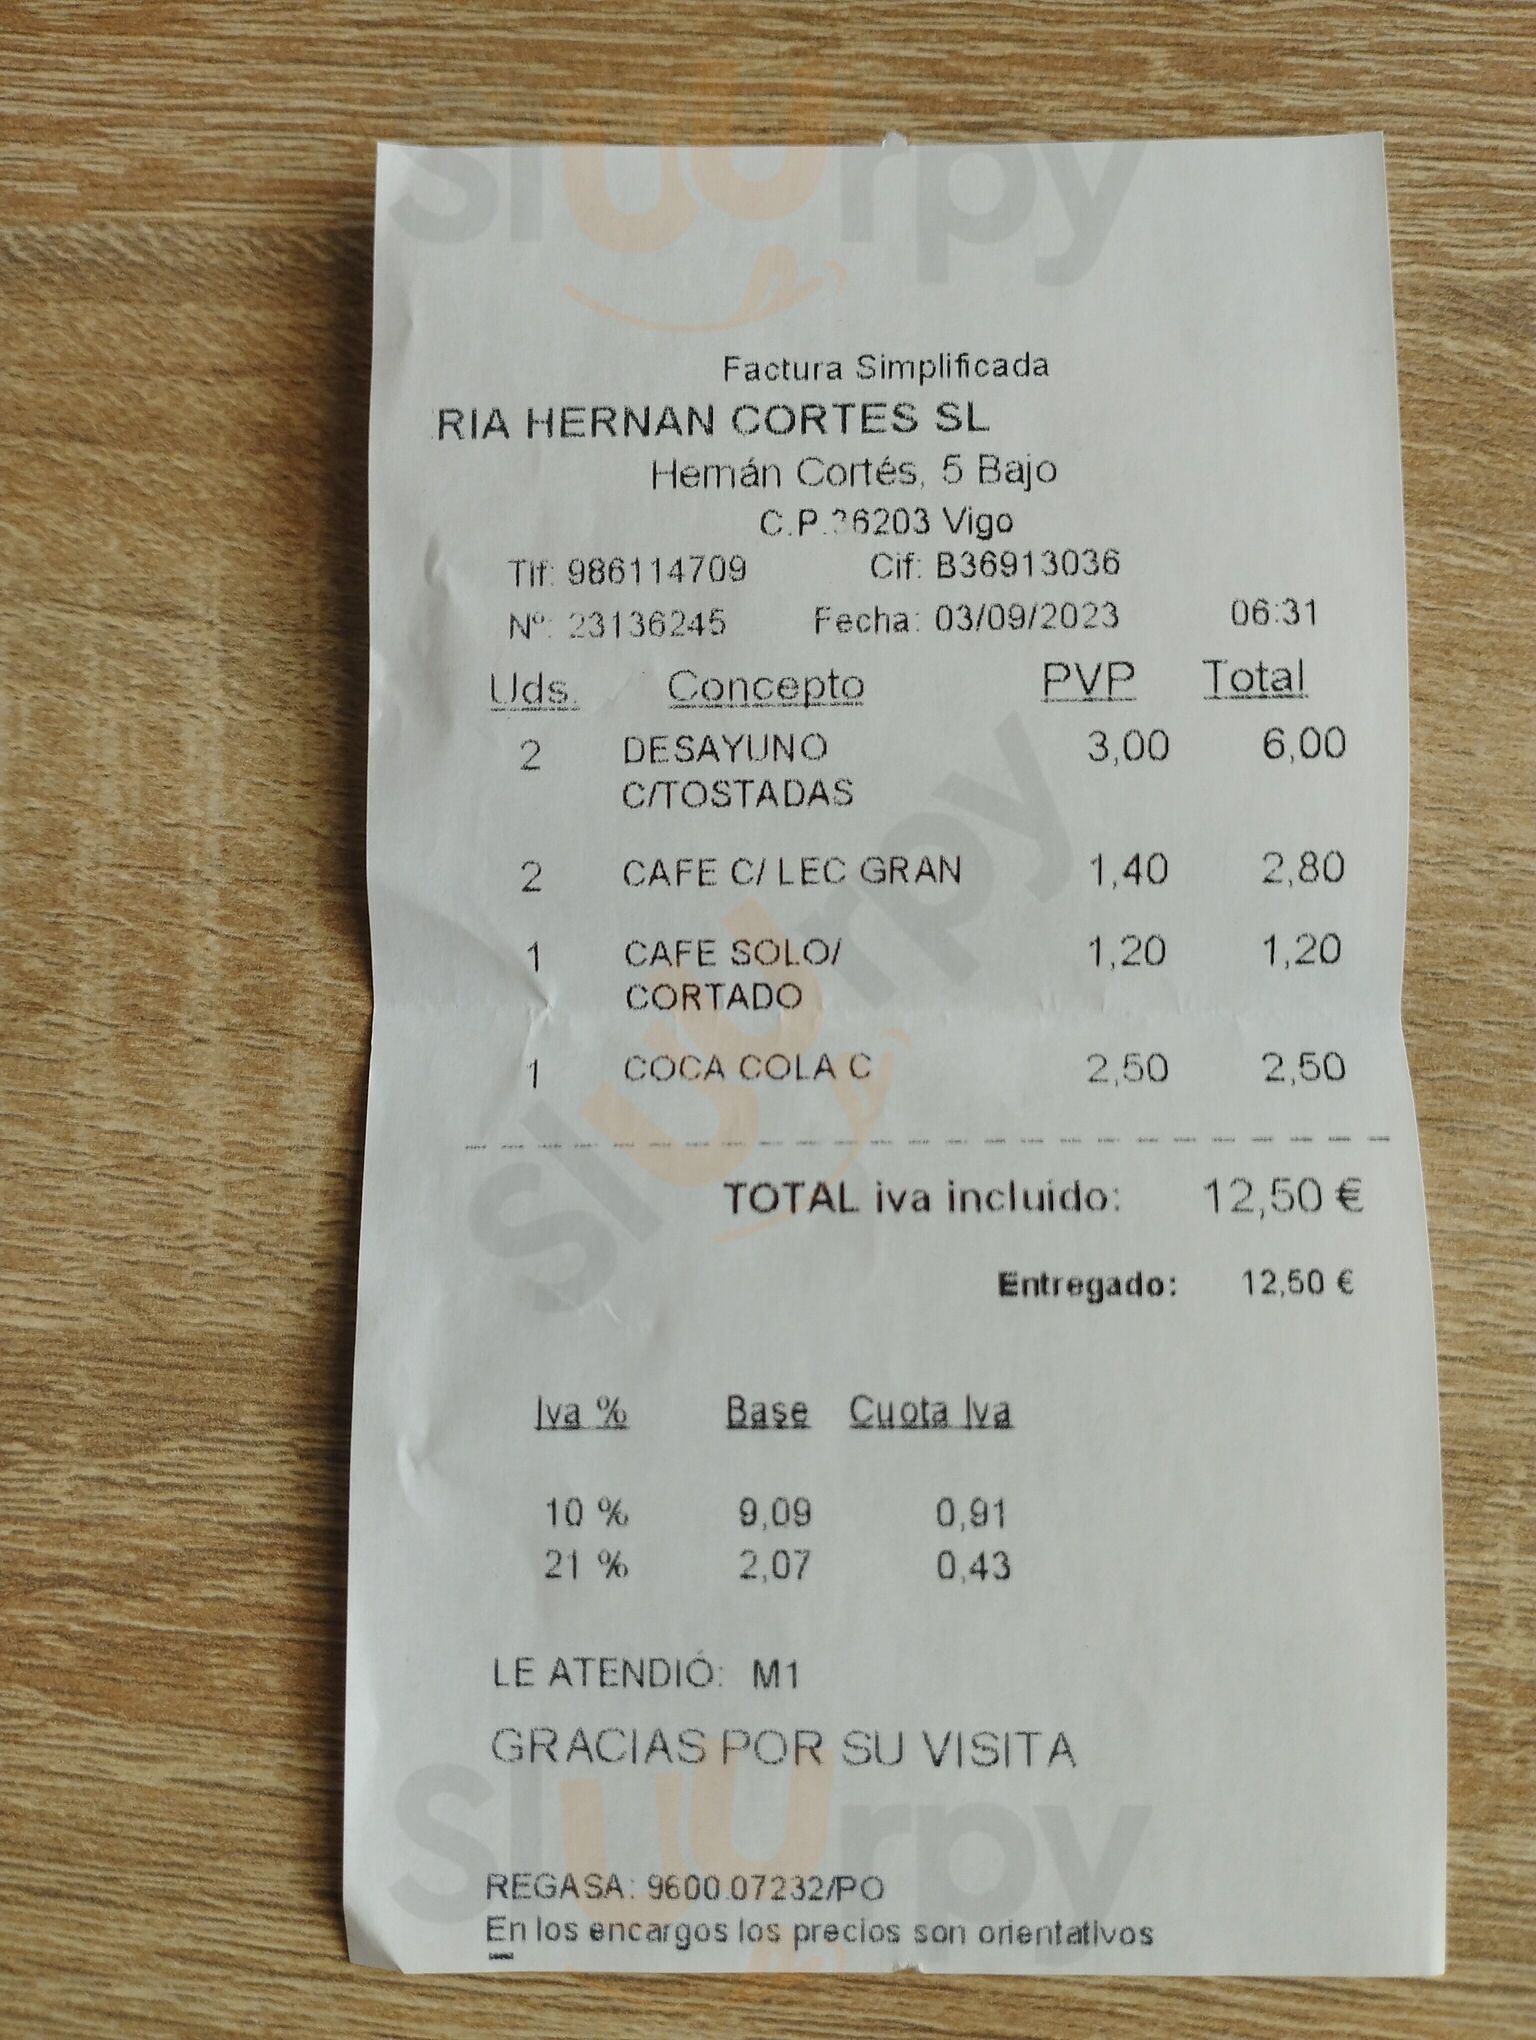 Sluurpy
Factura Simplificada
RIA HERNAN CORTES SL
Hernán Cortés, 5 Bajo
C.P.36203 Vigo
Tlf: 986114709 Cif: B36913036
Nº: 23136245 Fecha: 03/09/2023 06:31
Uds. Concepto PVP Total
2 DESAYUNO 3,00 6,00
C/TOSTADAS
2 CAFE C/ LEC GRAN 1,40 2,80
1 CAFE SOLO/ 1,20 1,20
CORTADO
1 COCA COLA C 2,50 2,50
Sluurpy
TOTAL iva incluido: 12,50 €
Entregado: 12,50 €
Iva % Base Cuota Iva
10 % 9,09 0,91
21 % 2,07 0,43
LE ATENDIÓ: M1
GRACIAS POR SU VISITA
Sluurpy
REGASA: 9600.07232/PO
En los encargos los precios son orientativos